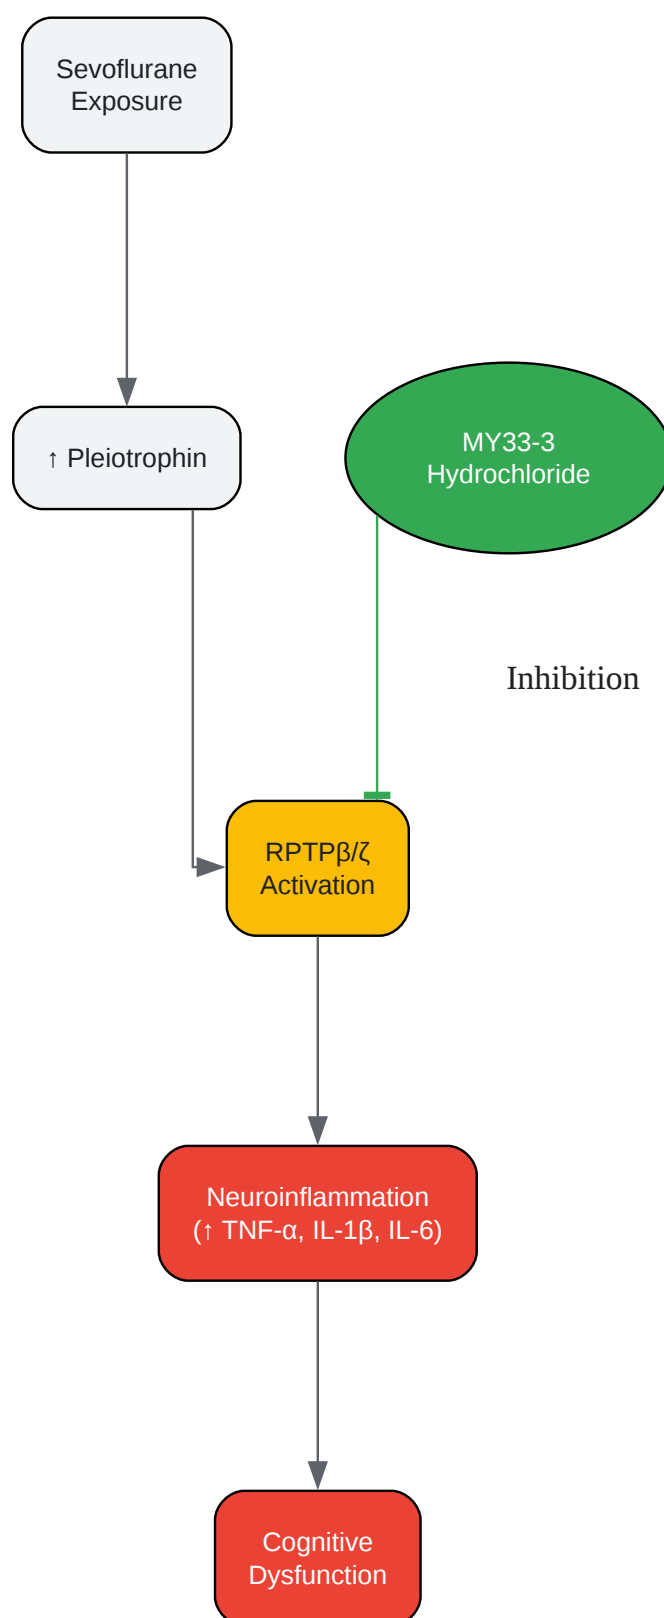 Sevoflurane
Exposure
↑ Pleiotrophin
MY33-3
Hydrochloride
Inhibition
RPTPβ/ζ
Activation
Neuroinflammation
(↑ TNF-α, IL-1β, IL-6)
Cognitive
Dysfunction